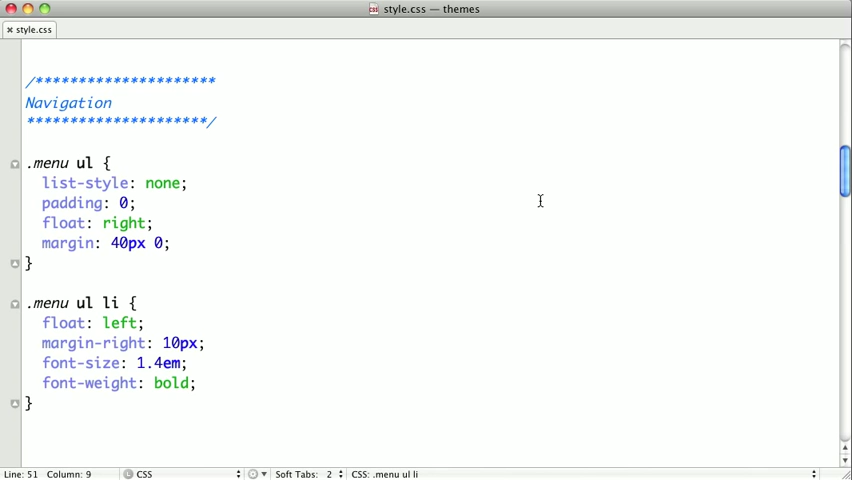 style.css — themes
style.css
/*********************
Navigation
*********************/
.menu ul {
list-style: none;
padding: 0;
float: right;
margin: 40px 0;
}
.menu ul li {
float: left;
margin-right: 10px;
font-size: 1.4em;
font-weight: bold;
}
Line: 51 Column: 9 CSS Soft Tabs: 2 CSS: .menu ul li